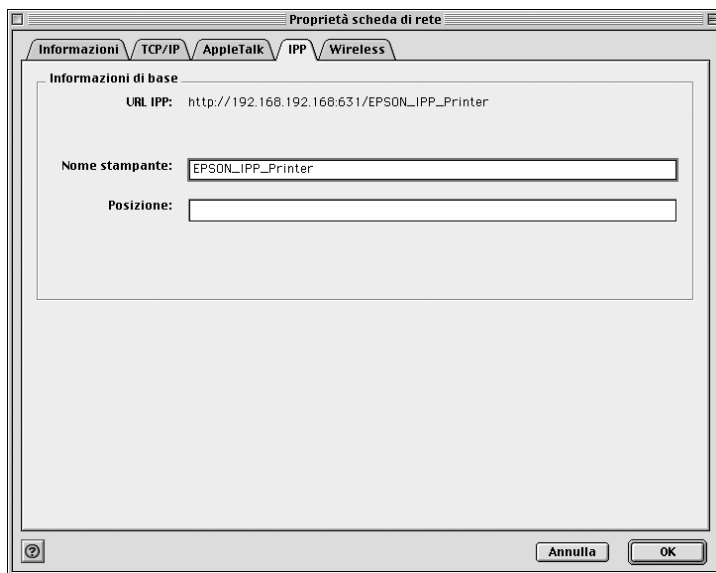 Proprietà scheda di rete
Informazioni TCP/IP AppleTalk IPP Wireless
Informazioni di base
URL IPP: http://192.168.192.168:631/EPSON_IPP_Printer
Nome stampante: EPSON_IPP_Printer
Posizione:
? Annulla OK